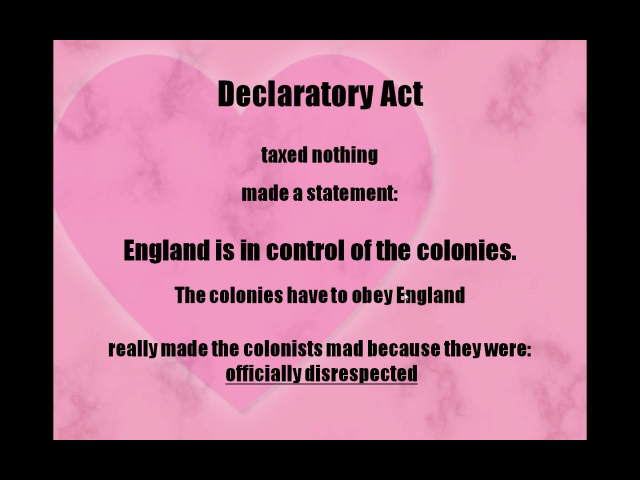 Declaratory Act
taxed nothing
made a statement:
England is in control of the colonies.
The colonies have to obey England
really made the colonists mad because they were:
officially disrespected